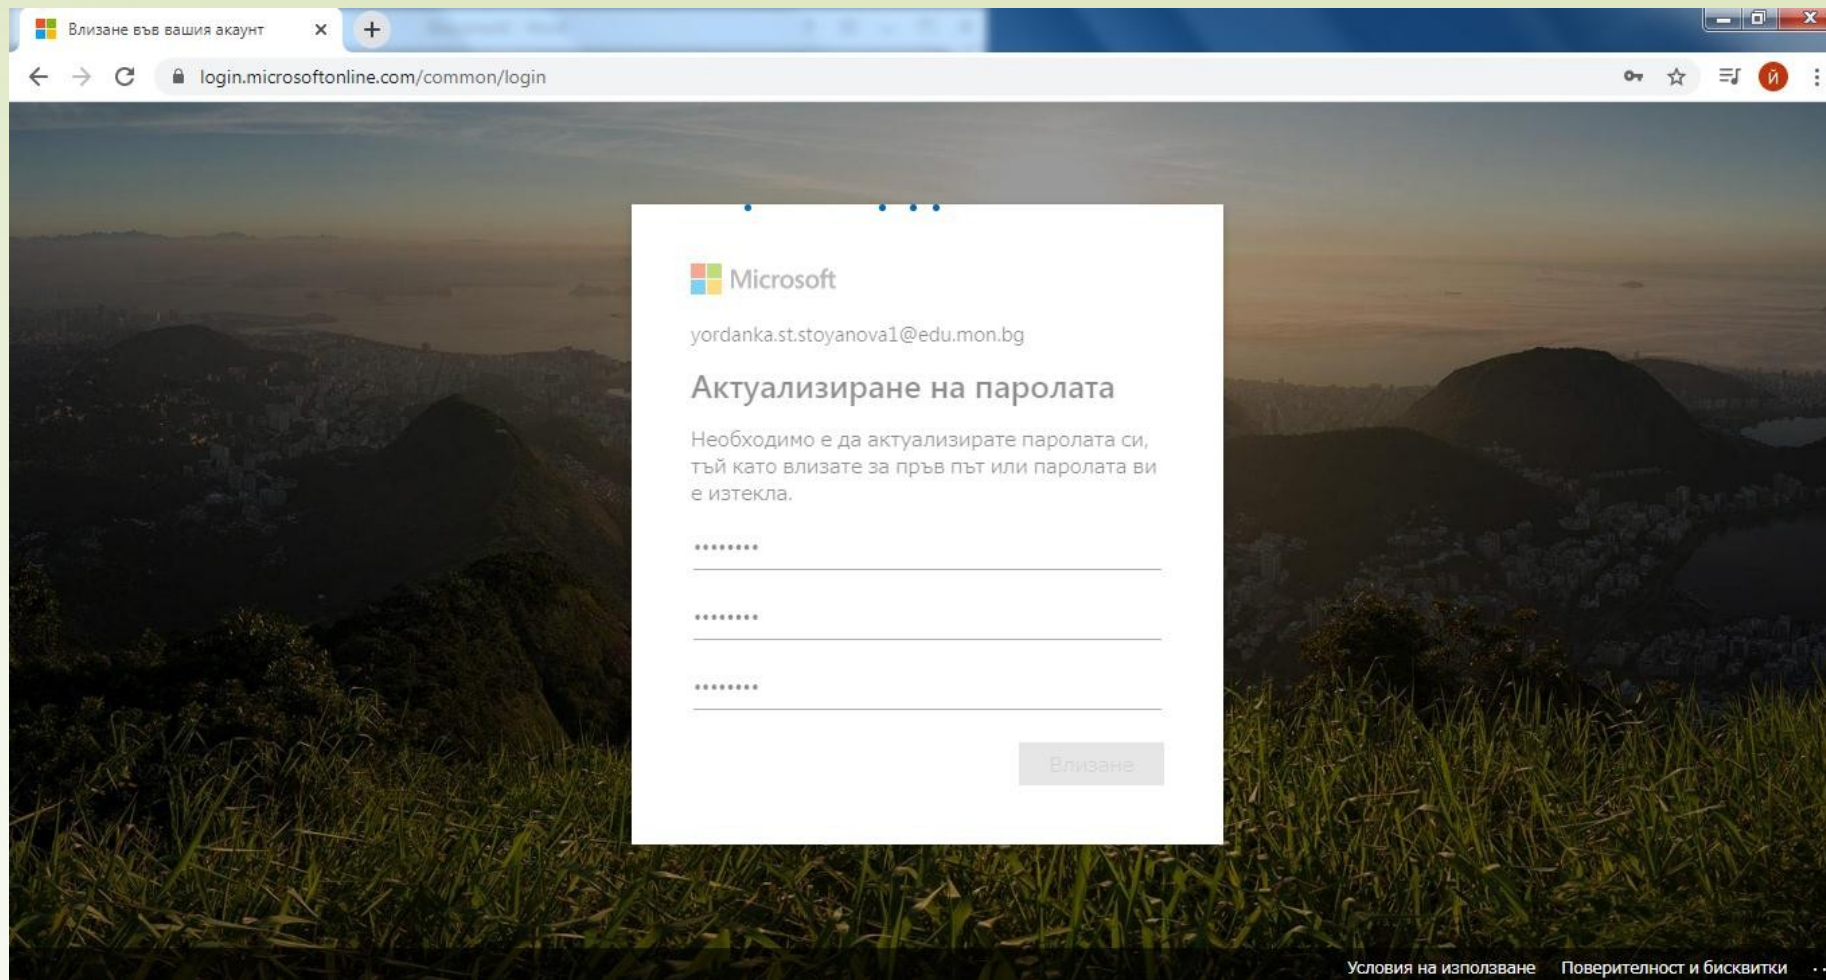 Влизане във вашия акаунт
login.microsoftonline.com/common/login
й
Microsoft
yordanka.st.stoyanova1@edu.mon.bg
Актуализиране на паролата
Необходимо е да актуализирате паролата си,
тъй като влизате за пръв път или паролата ви
е изтекла.
••••••••
••••••••
••••••••
Влизане
Условия на използване Поверителност и бисквитки